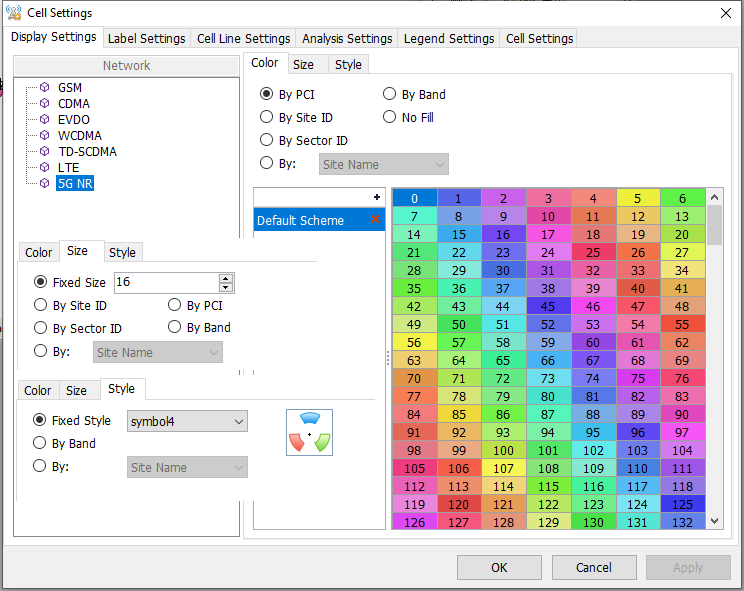 Cell Settings
Display Settings Label Settings Cell Line Settings Analysis Settings Legend Settings Cell Settings
Network
GSM
CDMA
EVDO
WCDMA
TD-SCDMA
LTE
5G NR
Color Size Style
By PCI By Band
By Site ID No Fill
By Sector ID
By: Site Name
+
Default Scheme
0 1 2 3 4 5 6
7 8 9 10 11 12 13
14 15 16 17 18 19 20
21 22 23 24 25 26 27
28 29 30 31 32 33 34
35 36 37 38 39 40 41
42 43 44 45 46 47 48
49 50 51 52 53 54 55
56 57 58 59 60 61 62
63 64 65 66 67 68 69
70 71 72 73 74 75 76
77 78 79 80 81 82 83
84 85 86 87 88 89 90
91 92 93 94 95 96 97
98 99 100 101 102 103 104
105 106 107 108 109 110 111
112 113 114 115 116 117 118
119 120 121 122 123 124 125
126 127 128 129 130 131 132
Color Size Style
Fixed Size 16
By Site ID By PCI
By Sector ID By Band
By: Site Name
Color Size Style
Fixed Style symbol4
By Band
By: Site Name
OK Cancel Apply